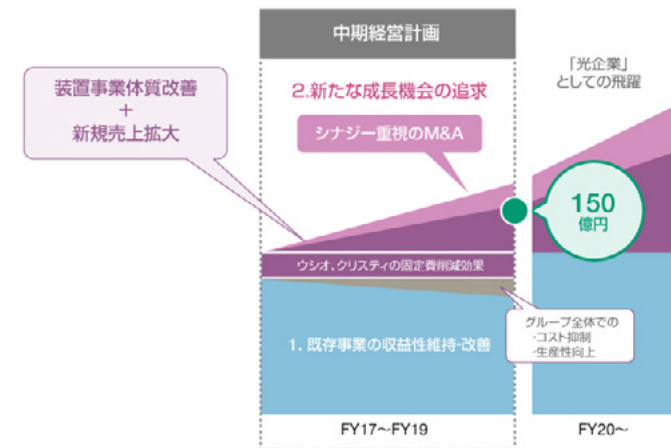 中期経営計画
装置事業体質改善
+
新規売上拡大
2.新たな成長機会の追求
シナジー重視のM&A
「光企業」
としての飛躍
150
億円
ウシオ、クリスティの固定費削減効果
1. 既存事業の収益性維持・改善
グループ全体での
・コスト抑制
・生産性向上
FY17〜FY19
FY20〜